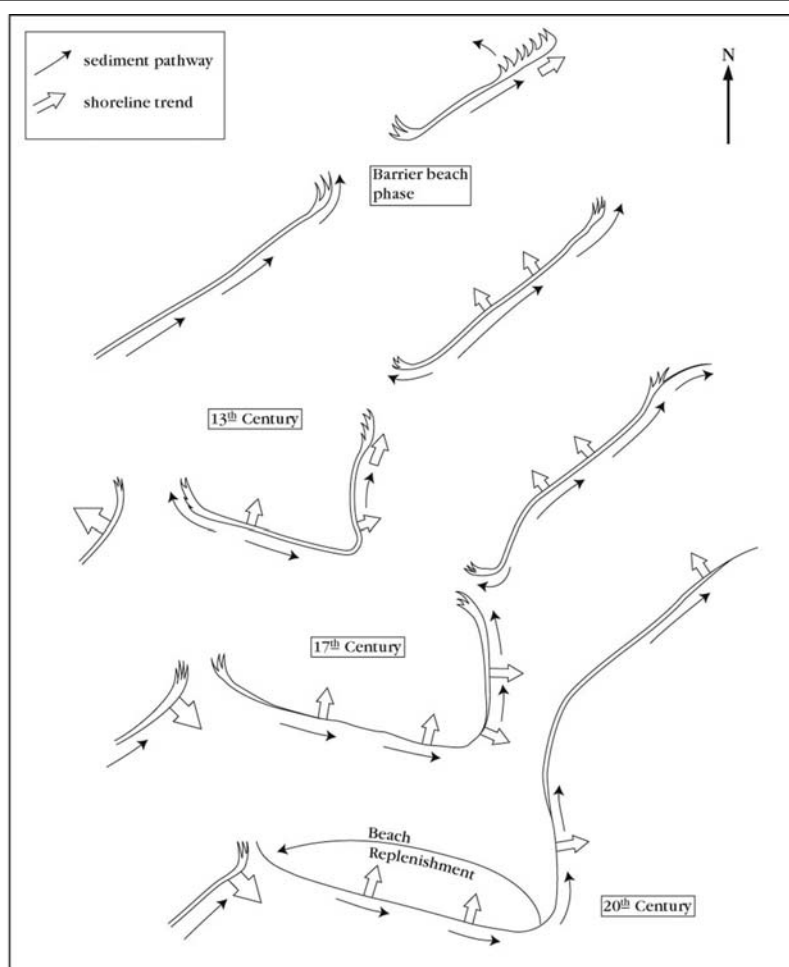 sediment pathway
shoreline trend
N
Barrier beach
phase
13th Century
17th Century
Beach
Replenishment
20th Century